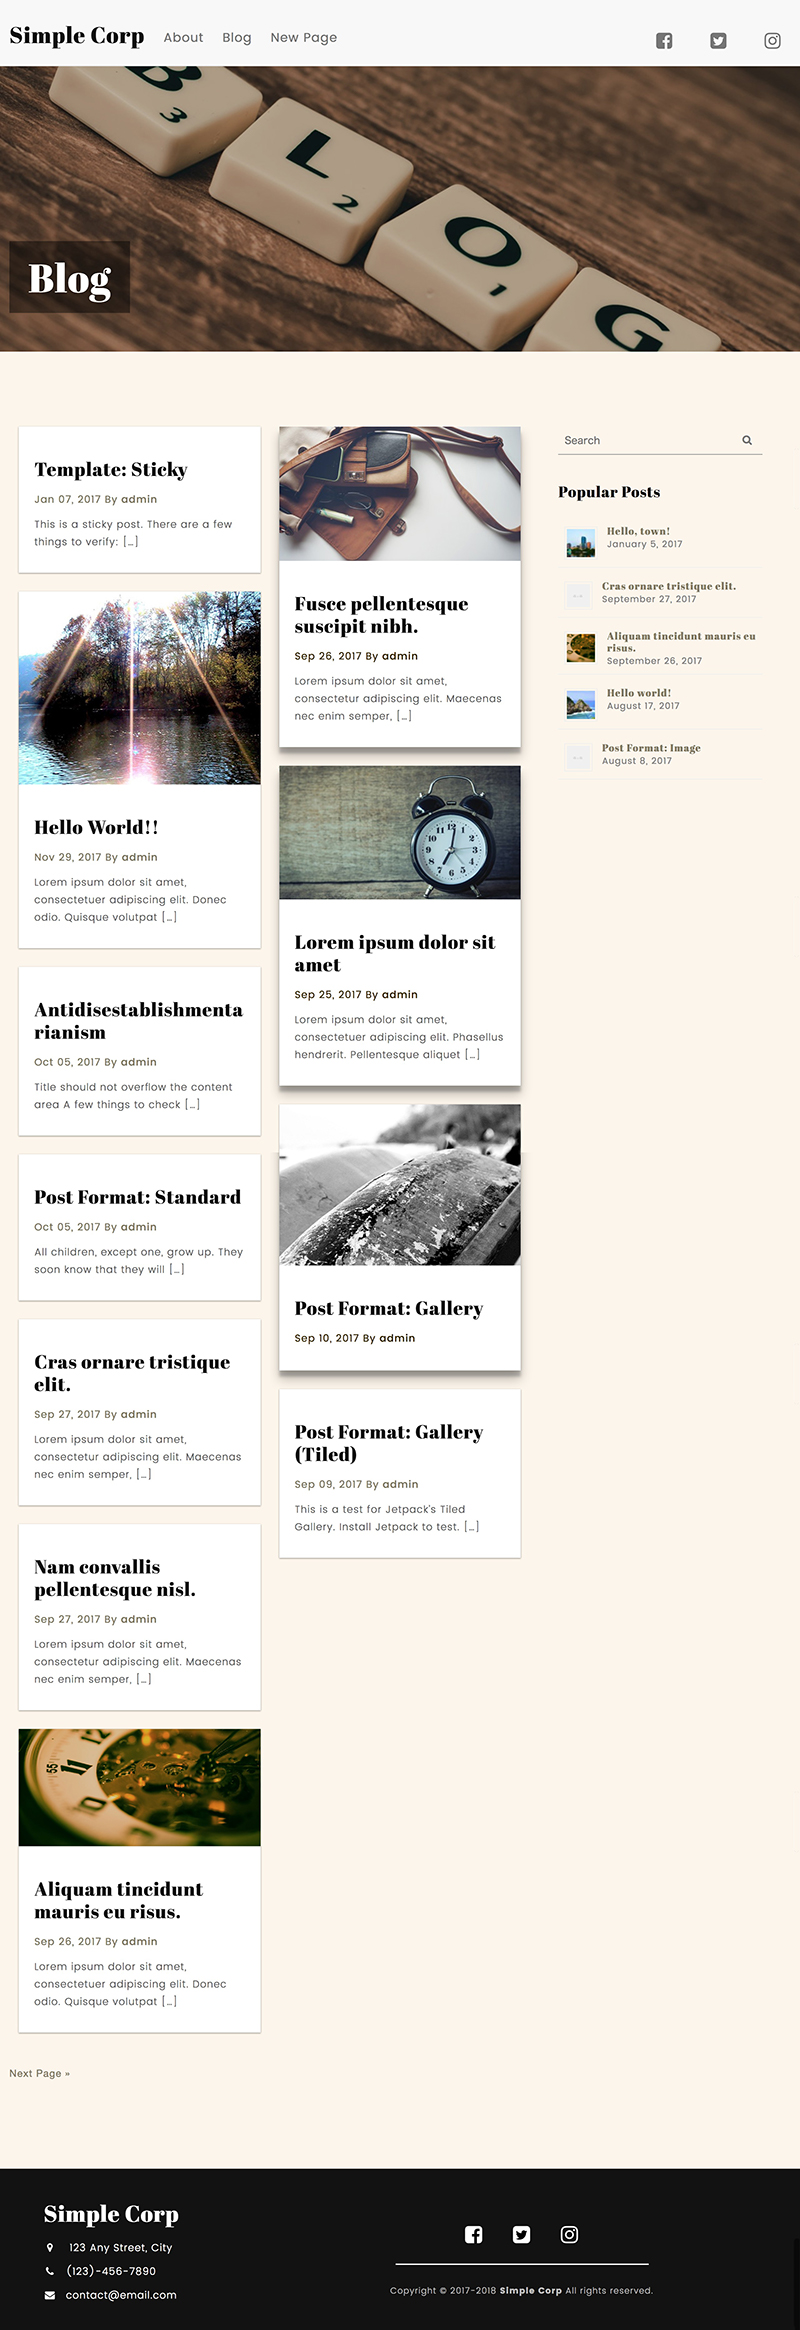 Simple Corp
About
Blog
New Page
B
3
L
2
O
1
G
Blog
Template: Sticky
Jan 07, 2017 By admin
This is a sticky post. There are a few
things to verify: [...]
Hello World!!
Nov 29, 2017 By admin
Lorem ipsum dolor sit amet,
consectetuer adipiscing elit. Donec
odio. Quisque volutpat [...]
Antidisestablishmenta
rianism
Oct 05, 2017 By admin
Title should not overflow the content
area A few things to check [...]
Post Format: Standard
Oct 05, 2017 By admin
All children, except one, grow up. They
soon know that they will [...]
Cras ornare tristique
elit.
Sep 27, 2017 By admin
Lorem ipsum dolor sit amet,
consectetur adipiscing elit. Maecenas
nec enim semper, [...]
Nam convallis
pellentesque nisl.
Sep 27, 2017 By admin
Lorem ipsum dolor sit amet,
consectetur adipiscing elit. Maecenas
nec enim semper, [...]
55
11
10
Aliquam tincidunt
mauris eu risus.
Sep 26, 2017 By admin
Lorem ipsum dolor sit amet,
consectetuer adipiscing elit. Donec
odio. Quisque volutpat [...]
Fusce pellentesque
suscipit nibh.
Sep 26, 2017 By admin
Lorem ipsum dolor sit amet,
consectetur adipiscing elit. Maecenas
nec enim semper, [...]
Lorem ipsum dolor sit
amet
Sep 25, 2017 By admin
Lorem ipsum dolor sit amet,
consectetuer adipiscing elit. Phasellus
hendrerit. Pellentesque aliquet [...]
Post Format: Gallery
Sep 10, 2017 By admin
Post Format: Gallery
(Tiled)
Sep 09, 2017 By admin
This is a test for Jetpack's Tiled
Gallery. Install Jetpack to test. [...]
Search
Popular Posts
Hello, town!
January 5, 2017
Cras ornare tristique elit.
September 27, 2017
Aliquam tincidunt mauris eu
risus.
September 26, 2017
Hello world!
August 17, 2017
Post Format: Image
August 8, 2017
Next Page »
Simple Corp
123 Any Street, City
(123)-456-7890
contact@email.com
Copyright © 2017-2018 Simple Corp All rights reserved.